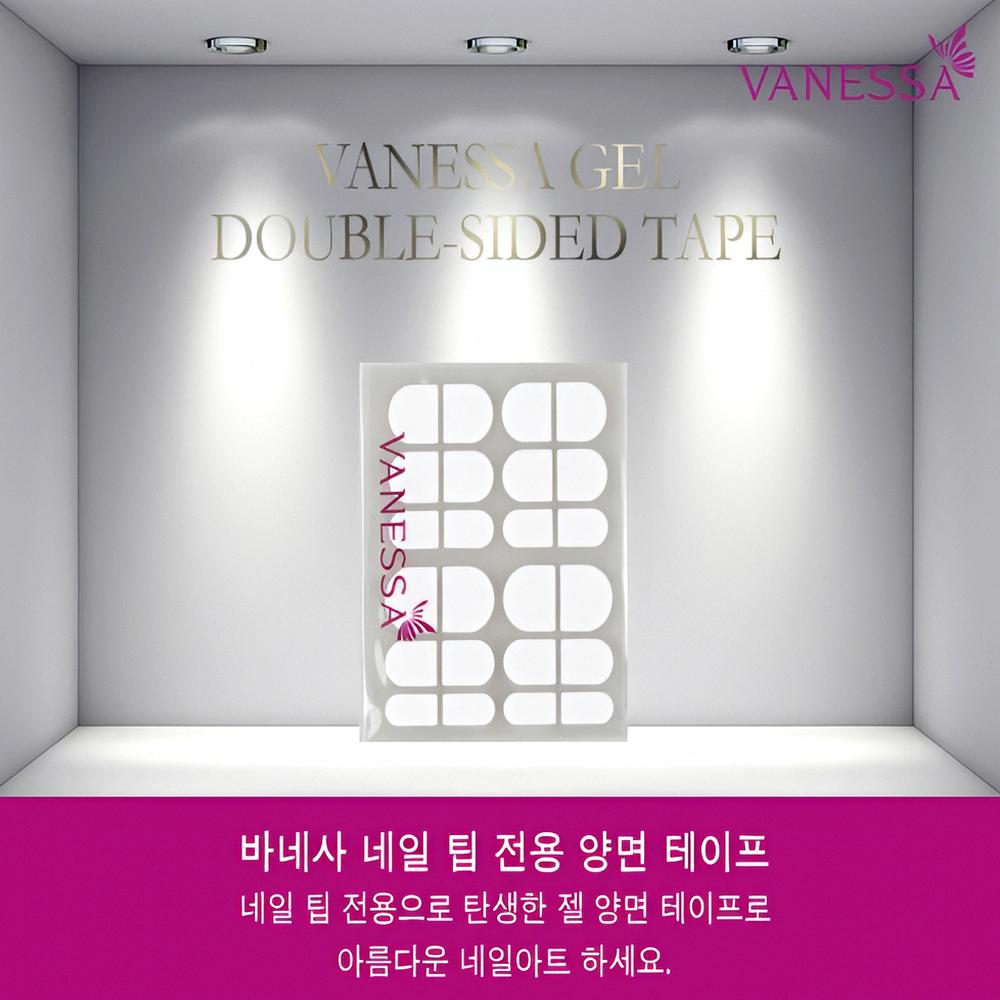 VANESSA
VANESSA GEL
DOUBLE-SIDED TAPE
VANESSA
바네사 네일 팁 전용 양면 테이프
네일 팁 전용으로 탄생한 젤 양면 테이프로
아름다운 네일아트 하세요.